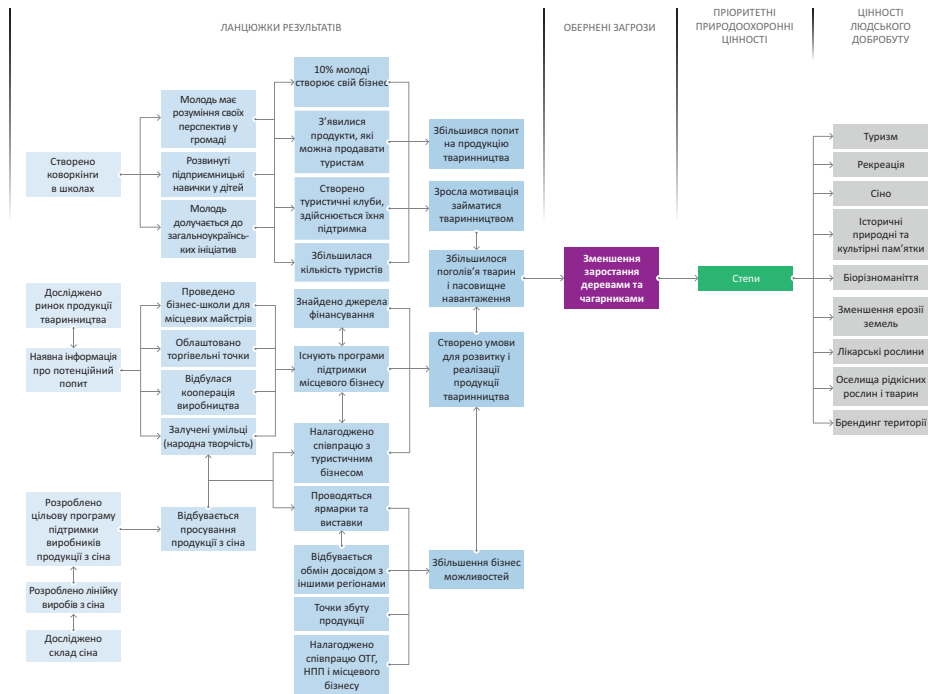 ЛАНЦЮЖКИ РЕЗУЛЬТАТІВ
ОБЕРНЕНІ ЗАГРОЗИ
ПРІОРИТЕТНІ
ПРИРОДООХОРОННІ
ЦІННОСТІ
ЦІННОСТІ
ЛЮДСЬКОГО
ДОБРОБУТУ
Створено
коворкінги
в школах
Досліджено
ринок продукції
тваринництва
Наявна інформація
про потенційний
попит
Розроблено
цільову програму
підтримки
виробників
продукції з сіна
Розроблено лінійку
виробів з сіна
Досліджено
склад сіна
Молодь має
розуміння своїх
перспектив у
громаді
Розвинуті
підприємницькі
навички у дітей
Молодь
долучається до
загальноукраїнсь-
ких ініціатив
Проведено
бізнес-школи для
місцевих майстрів
Облаштовано
торгівельні точки
Відбулася
кооперація
виробництва
Залучені умільці
(народна творчість)
Відбувається
просування
продукції з сіна
10% молоді
створює свій бізнес
З’явилися
продукти, які
можна продавати
туристам
Створено
туристичні клуби,
здійснюється їхня
підтримка
Збільшилася
кількість туристів
Знайдено джерела
фінансування
Існують програми
підтримки
місцевого бізнесу
Налагоджено
співпрацю з
туристичним
бізнесом
Проводяться
ярмарки та
виставки
Відбувається
обмін досвідом з
іншими регіонами
Точки збуту
продукції
Налагоджено
співпрацю ОТГ,
НПП і місцевого
бізнесу
Збільшився попит
на продукцію
тваринництва
Зросла мотивація
займатися
тваринництвом
Збільшилося
поголів’я тварин
і пасовищне
навантаження
Створено умови
для розвитку і
реалізації
продукції
тваринництва
Збільшення бізнес
можливостей
Зменшення
заростання
деревами та
чагарниками
Степи
Туризм
Рекреація
Сіно
Історичні
природні та
культурні пам’ятки
Біорізноманіття
Зменшення ерозії
земель
Лікарські рослини
Оселища рідкісних
рослин і тварин
Брендинг території